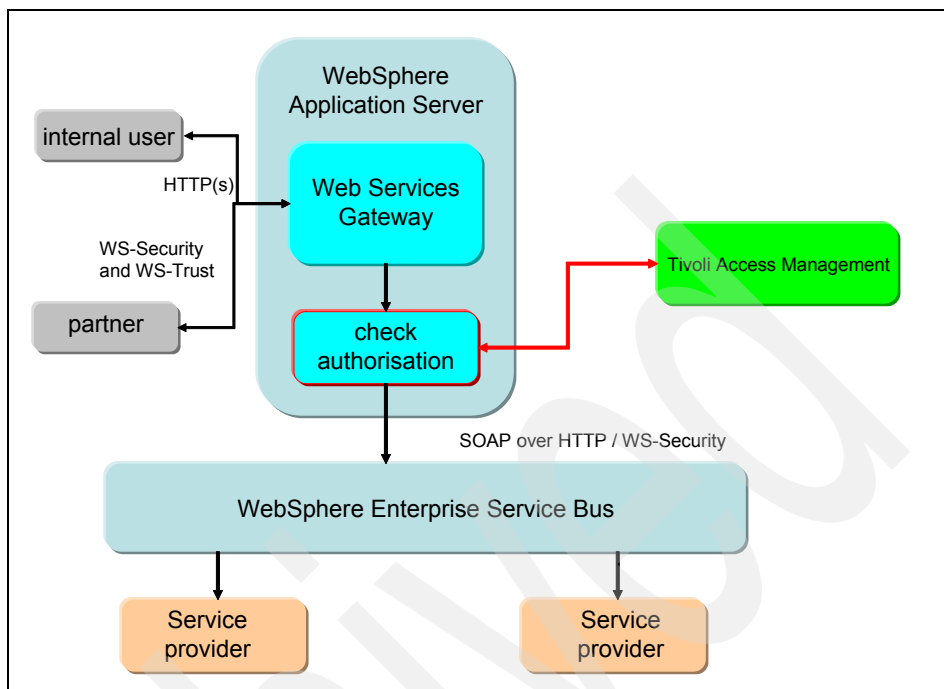 WebSphere
Application Server
internal user
HTTP(s)
Web Services
Gateway
WS-Security
and WS-Trust
Tivoli Access Management
partner
check
authorisation
SOAP over HTTP / WS-Security
WebSphere Enterprise Service Bus
Service
provider
Service
provider